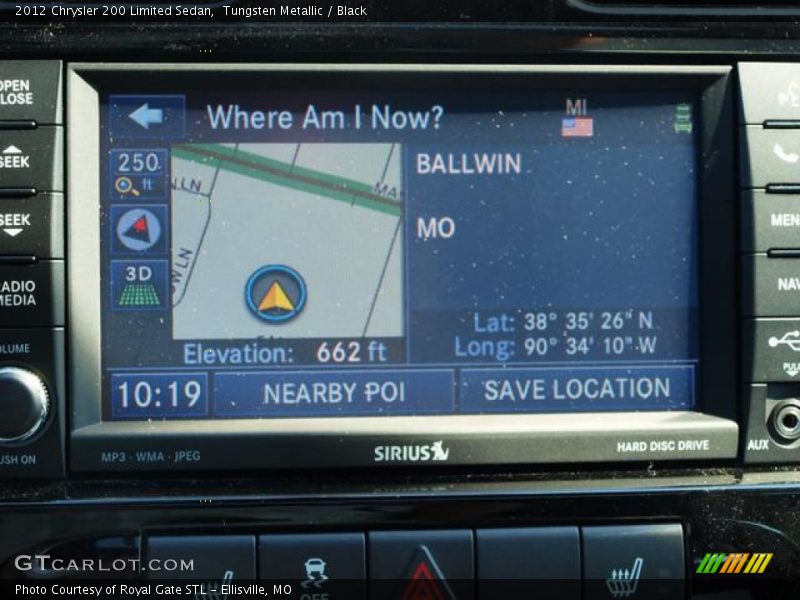 2012 Chrysler 200 Limited Sedan, Tungsten Metallic / Black
OPEN
CLOSE
SEEK
SEEK
RADIO
MEDIA
VOLUME
PUSH ON
Where Am I Now?
MI
250
ft
3D
BALLWIN
MO
Lat: 38° 35' 26" N
Long: 90° 34' 10" W
Elevation: 662 ft
10:19
NEARBY POI
SAVE LOCATION
MP3 · WMA · JPEG
SIRIUS
HARD DISC DRIVE
MEN
NAV
PUL
AUX
OFF
GTCARLOT.COM
Photo Courtesy of Royal Gate STL - Ellisville, MO